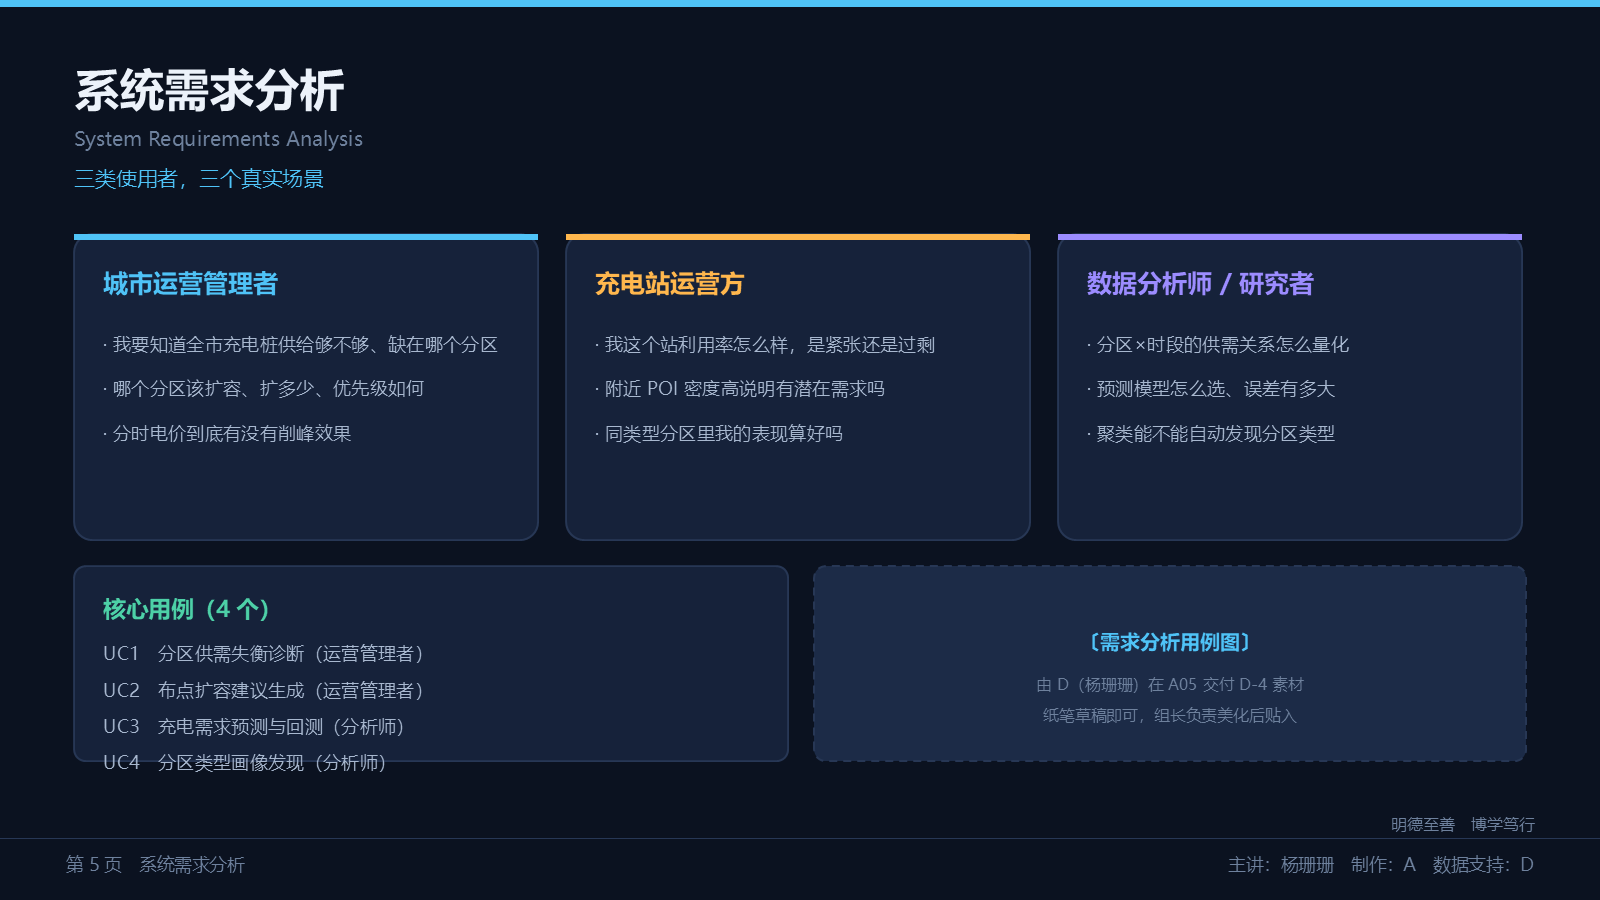 系统需求分析
System Requirements Analysis
三类使用者，三个真实场景
城市运营管理者
· 我要知道全市充电桩供给够不够、缺在哪个分区
· 哪个分区该扩容、扩多少、优先级如何
· 分时电价到底有没有削峰效果
充电站运营方
· 我这个站利用率怎么样，是紧张还是过剩
· 附近 POI 密度高说明有潜在需求吗
· 同类型分区里我的表现算好吗
数据分析师 / 研究者
· 分区×时段的供需关系怎么量化
· 预测模型怎么选、误差有多大
· 聚类能不能自动发现分区类型
核心用例（4 个）
UC1 分区供需失衡诊断（运营管理者）
UC2 布点扩容建议生成（运营管理者）
UC3 充电需求预测与回测（分析师）
UC4 分区类型画像发现（分析师）
〔需求分析用例图〕
由 D（杨珊珊）在 A05 交付 D-4 素材
纸笔草稿即可，组长负责美化后贴入
明德至善 博学笃行
第 5 页 系统需求分析
主讲：杨珊珊 制作：A 数据支持：D